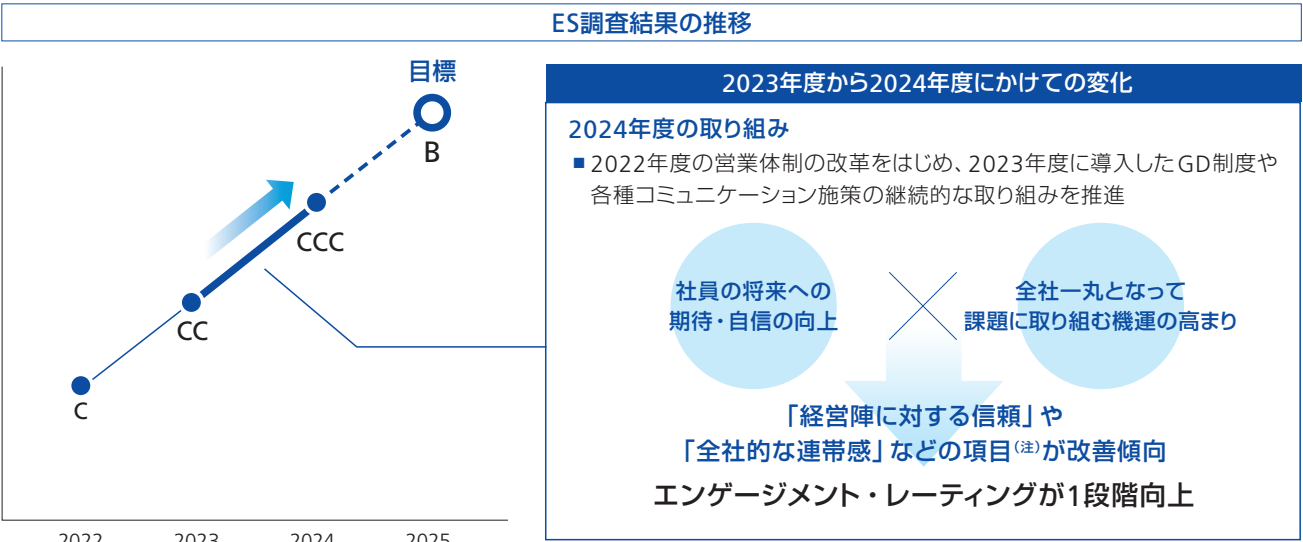 ES調査結果の推移
目標
B
CCC
CC
C
2022
2023
2024
2025
2023年度から2024年度にかけての変化
2024年度の取り組み
■2022年度の営業体制の改革をはじめ、2023年度に導入したGD制度や
各種コミュニケーション施策の継続的な取り組みを推進
社員の将来への
期待・自信の向上
全社一丸となって
課題に取り組む機運の高まり
「経営陣に対する信頼」や
「全社的な連帯感」などの項目(注)が改善傾向
エンゲージメント・レーティングが1段階向上